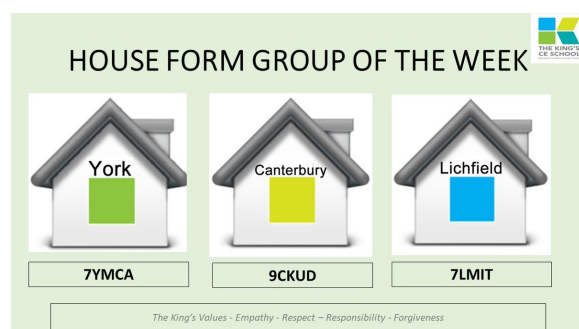 THE KING'S
CE SCHOOL
HOUSE FORM GROUP OF THE WEEK
York
Canterbury
Lichfield
7YMCA
9CKUD
7LMIT
The King's Values - Empathy - Respect – Responsibility - Forgiveness